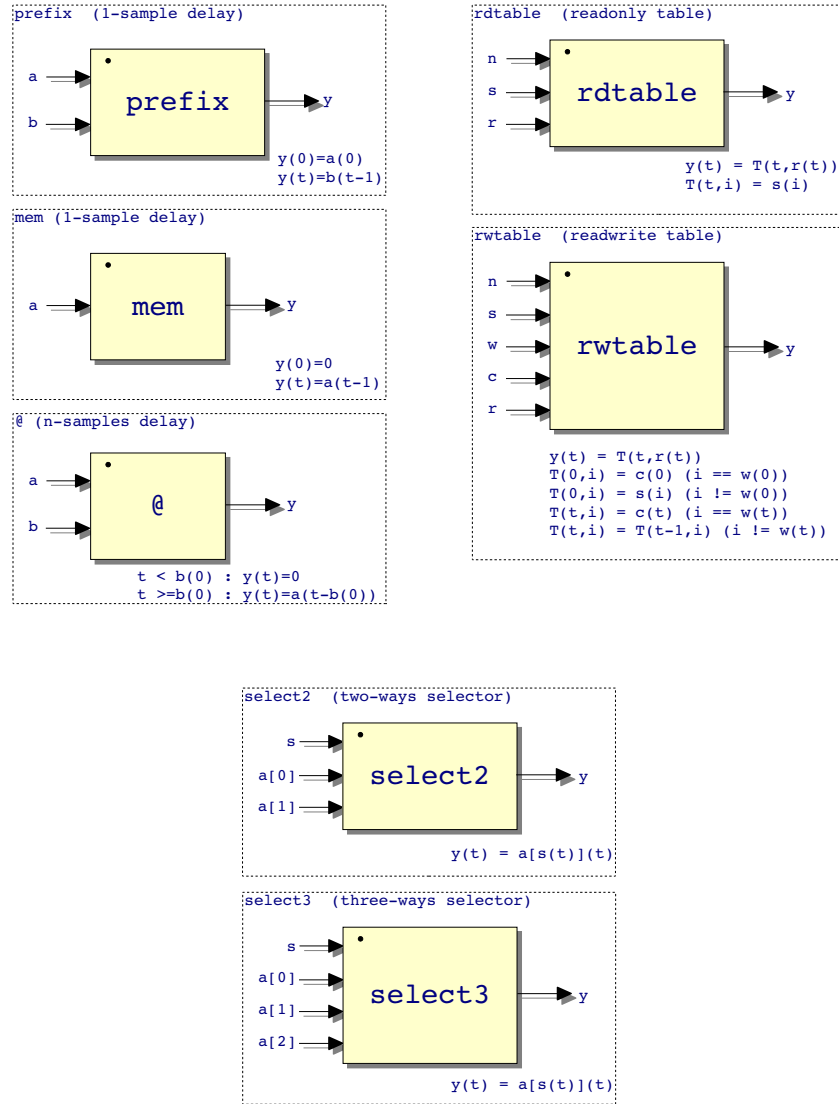 prefix (1-sample delay)
a
b
prefix
y
y(0)=a(0)
y(t)=b(t-1)
mem (1-sample delay)
a
mem
y
y(0)=0
y(t)=a(t-1)
@ (n-samples delay)
a
b
@
y
t < b(0) : y(t)=0
t >=b(0) : y(t)=a(t-b(0))
rdtable (readonly table)
n
s
r
rdtable
y
y(t) = T(t,r(t))
T(t,i) = s(i)
rwtable (readwrite table)
n
s
w
c
r
rwtable
y
y(t) = T(t,r(t))
T(0,i) = c(0) (i == w(0))
T(0,i) = s(i) (i != w(0))
T(t,i) = c(t) (i == w(t))
T(t,i) = T(t-1,i) (i != w(t))
select2 (two-ways selector)
s
a[0]
a[1]
select2
y
y(t) = a[s(t)](t)
select3 (three-ways selector)
s
a[0]
a[1]
a[2]
select3
y
y(t) = a[s(t)](t)